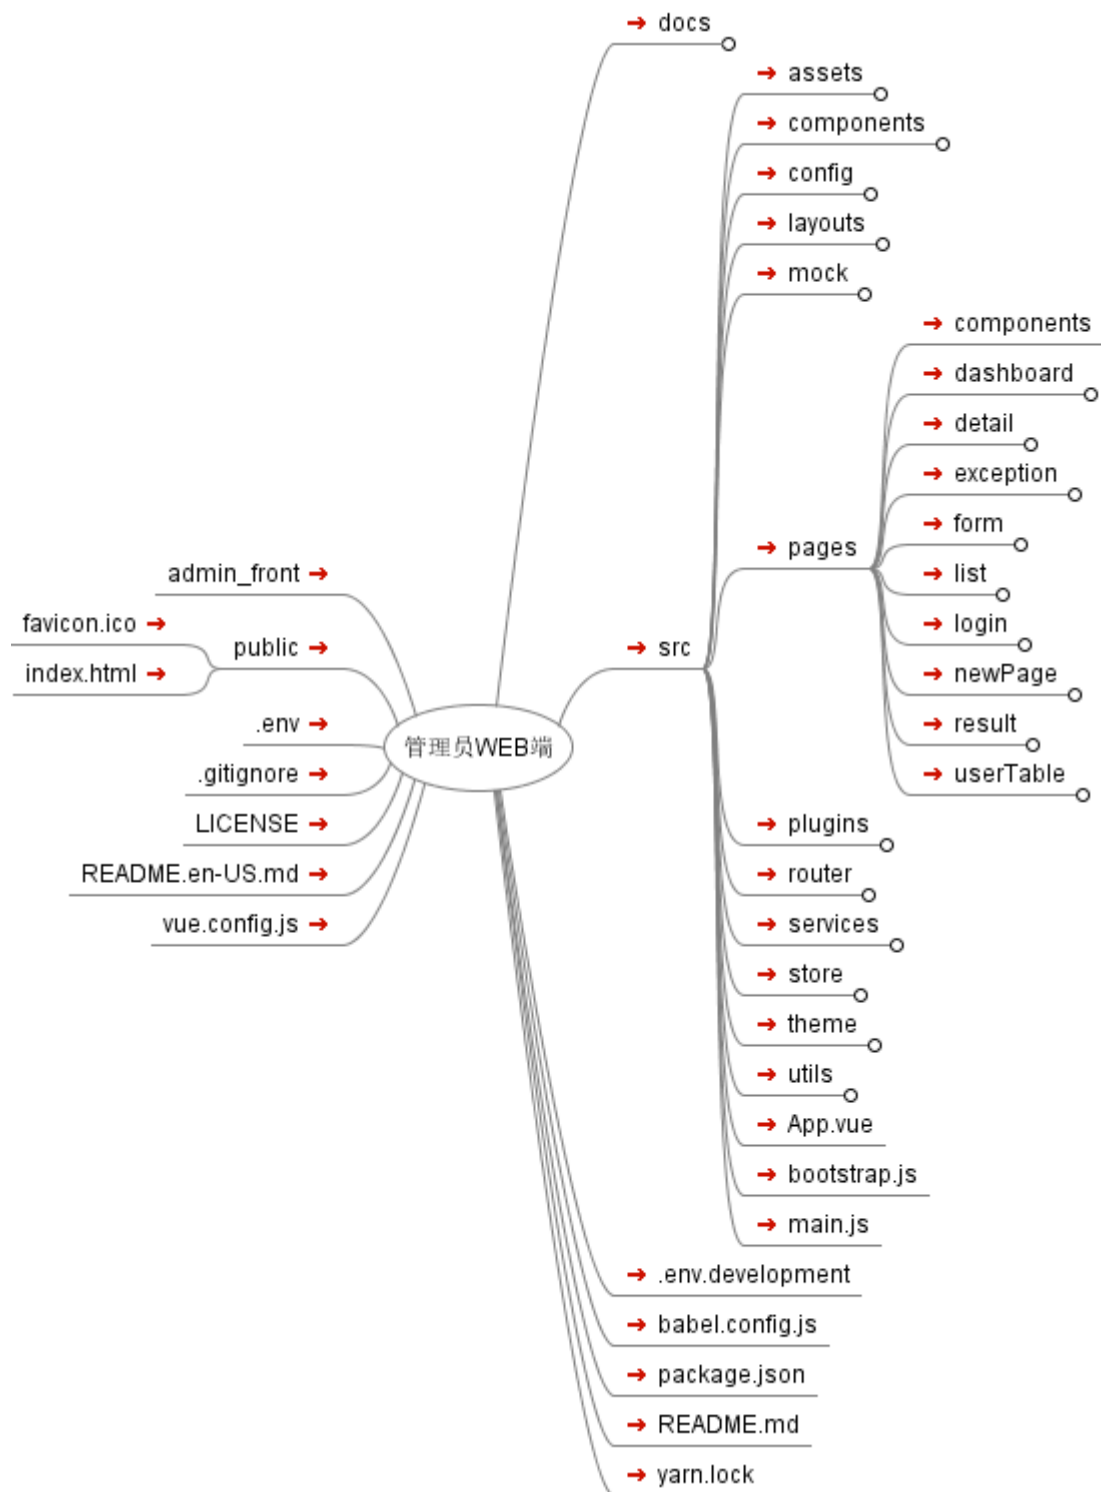 docs
assets
components
config
layouts
mock
components
dashboard
detail
exception
form
list
login
newPage
result
userTable
pages
src
plugins
router
services
store
theme
utils
App.vue
bootstrap.js
main.js
admin_front
favicon.ico
public
index.html
.env
管理员WEB端
.gitignore
LICENSE
README.en-US.md
vue.config.js
.env.development
babel.config.js
package.json
README.md
yarn.lock